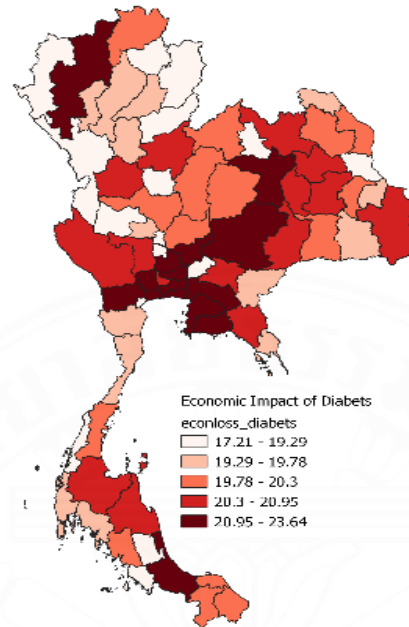 Economic Impact of Diabets
econloss_diabets
17.21 - 19.29
19.29 - 19.78
19.78 - 20.3
20.3 - 20.95
20.95 - 23.64